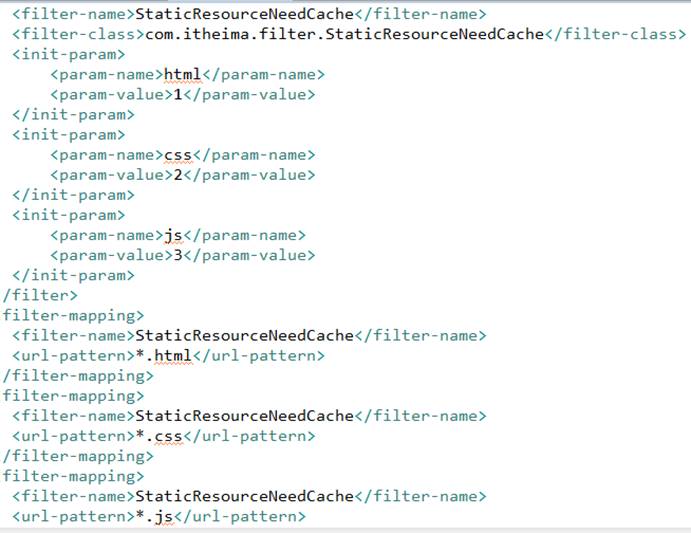 <filter-name>StaticResourceNeedCache</filter-name>
<filter-class>com.itheima.filter.StaticResourceNeedCache</filter-class>
<init-param>
<param-name>html</param-name>
<param-value>1</param-value>
</init-param>
<init-param>
<param-name>css</param-name>
<param-value>2</param-value>
</init-param>
<init-param>
<param-name>js</param-name>
<param-value>3</param-value>
</init-param>
/filter>
filter-mapping>
<filter-name>StaticResourceNeedCache</filter-name>
<url-pattern>*.html</url-pattern>
/filter-mapping>
filter-mapping>
<filter-name>StaticResourceNeedCache</filter-name>
<url-pattern>*.css</url-pattern>
/filter-mapping>
filter-mapping>
<filter-name>StaticResourceNeedCache</filter-name>
<url-pattern>*.js</url-pattern>